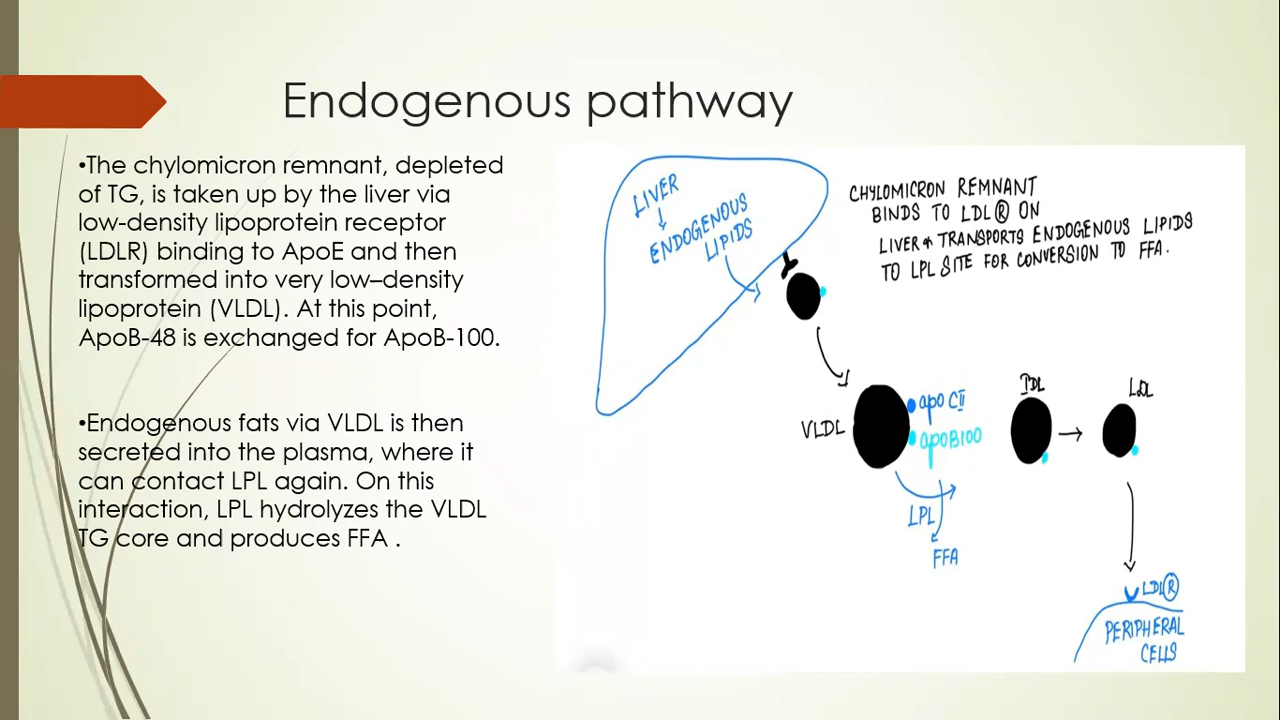 Endogenous pathway
•The chylomicron remnant, depleted
of TG, is taken up by the liver via
low-density lipoprotein receptor
(LDLR) binding to ApoE and then
transformed into very low–density
lipoprotein (VLDL). At this point,
ApoB-48 is exchanged for ApoB-100.
•Endogenous fats via VLDL is then
secreted into the plasma, where it
can contact LPL again. On this
interaction, LPL hydrolyzes the VLDL
TG core and produces FFA .
LIVER
ENDOGENOUS
LIPIDS
CHYLOMICRON REMNANT
BINDS TO LDL Ⓡ ON
LIVER & TRANSPORTS ENDOGENOUS LIPIDS
TO LPL SITE FOR CONVERSION TO FFA.
VLDL
apo CII
apoB100
LPL
FFA
IDL
LDL
LDLⓇ
PERIPHERAL
CELLS